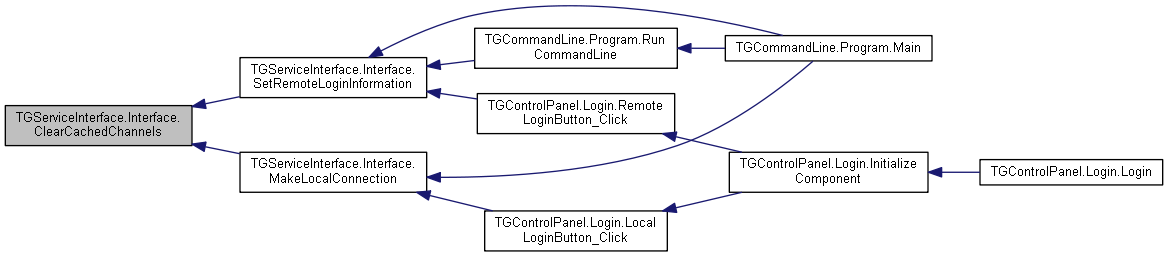 TGServiceInterface.Interface.
ClearCachedChannels
TGServiceInterface.Interface.
SetRemoteLoginInformation
TGCommandLine.Program.Run
CommandLine
TGCommandLine.Program.Main
TGControlPanel.Login.Remote
LoginButton_Click
TGServiceInterface.Interface.
MakeLocalConnection
TGControlPanel.Login.Local
LoginButton_Click
TGControlPanel.Login.Initialize
Component
TGControlPanel.Login.Login